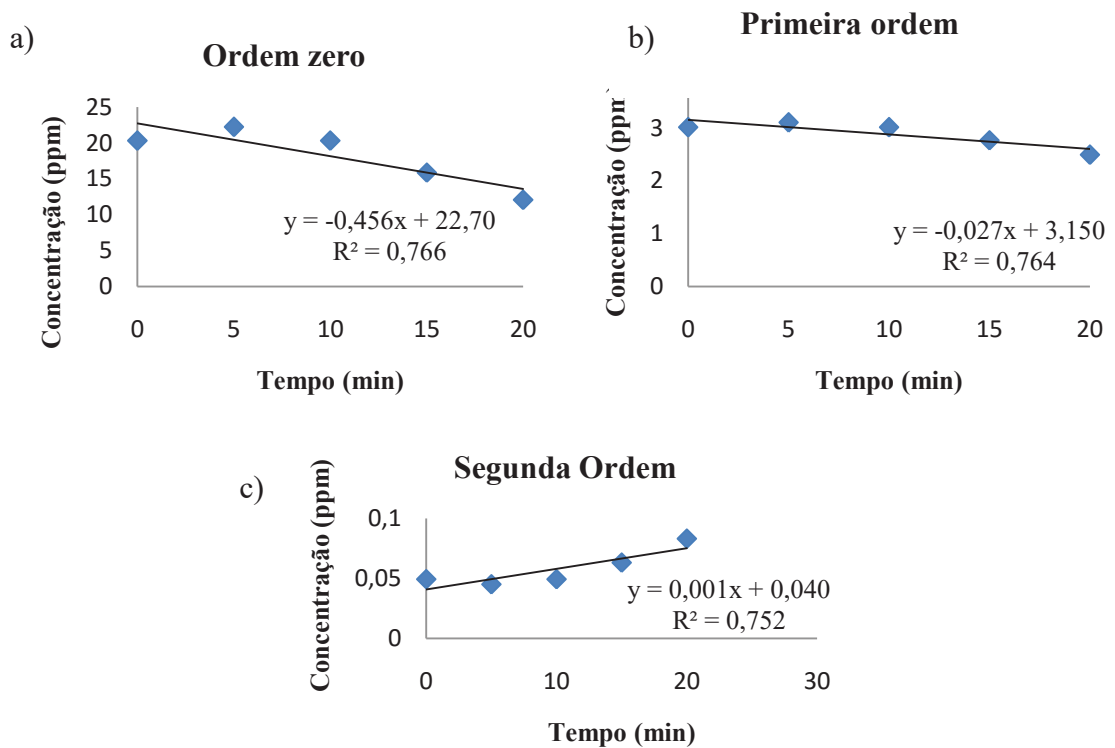 a)
Ordem zero
Concentração (ppm)
25
20
15
10
5
0
y = -0,456x + 22,70
R² = 0,766
0 5 10 15 20
Tempo (min)
b)
Primeira ordem
Concentração (ppm
3
2
1
0
y = -0,027x + 3,150
R² = 0,764
0 5 10 15 20
Tempo (min)
c)
Segunda Ordem
Concentração (ppm)
0,1
0,05
0
y = 0,001x + 0,040
R² = 0,752
0 10 20 30
Tempo (min)